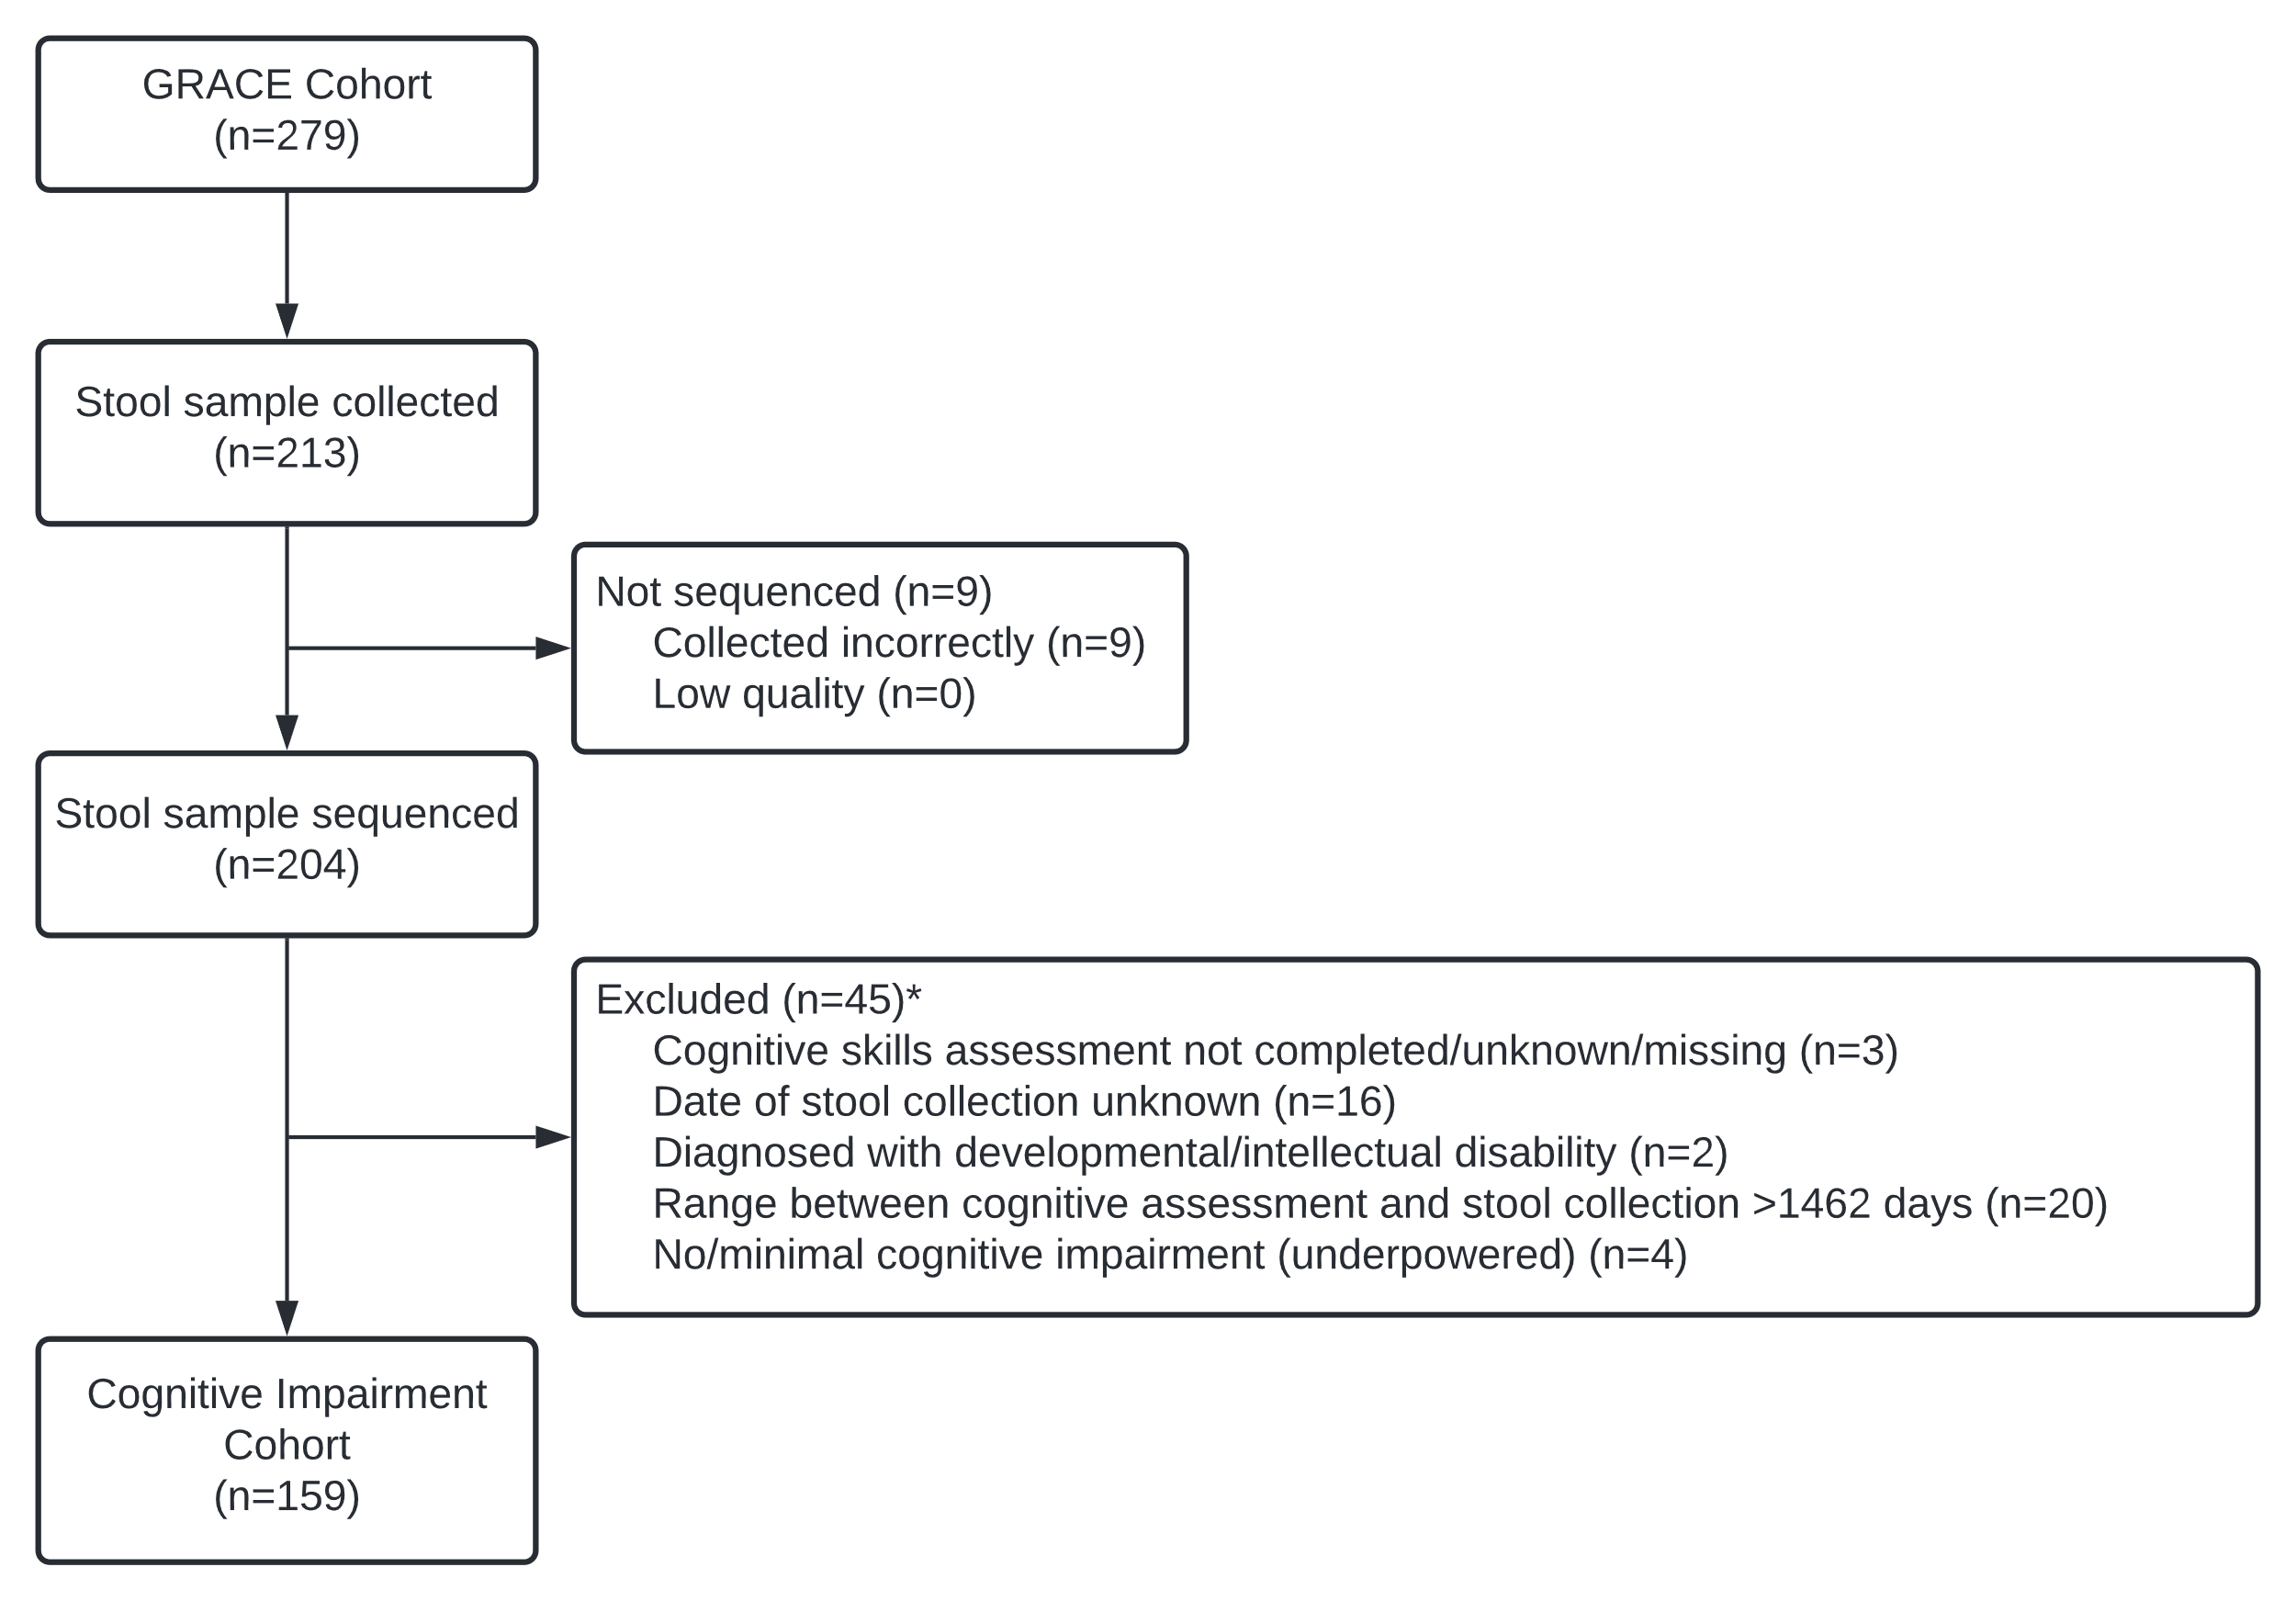 GRACE Cohort
(n=279)
Stool sample collected
(n=213)
Not sequenced (n=9)
Collected incorrectly (n=9)
Low quality (n=0)
Stool sample sequenced
(n=204)
Excluded (n=45)*
Cognitive skills assessment not completed/unknown/missing (n=3)
Date of stool collection unknown (n=16)
Diagnosed with developmental/intellectual disability (n=2)
Range between cognitive assessment and stool collection >1462 days (n=20)
No/minimal cognitive impairment (underpowered) (n=4)
Cognitive Impairment
Cohort
(n=159)